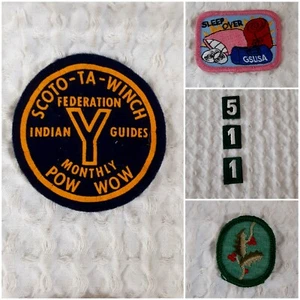 SCOTO-TA-WINCH
FEDERATION
INDIAN Y GUIDES
MONTHLY
POW WOW
SLEEP OVER
GSUSA
5
1
1